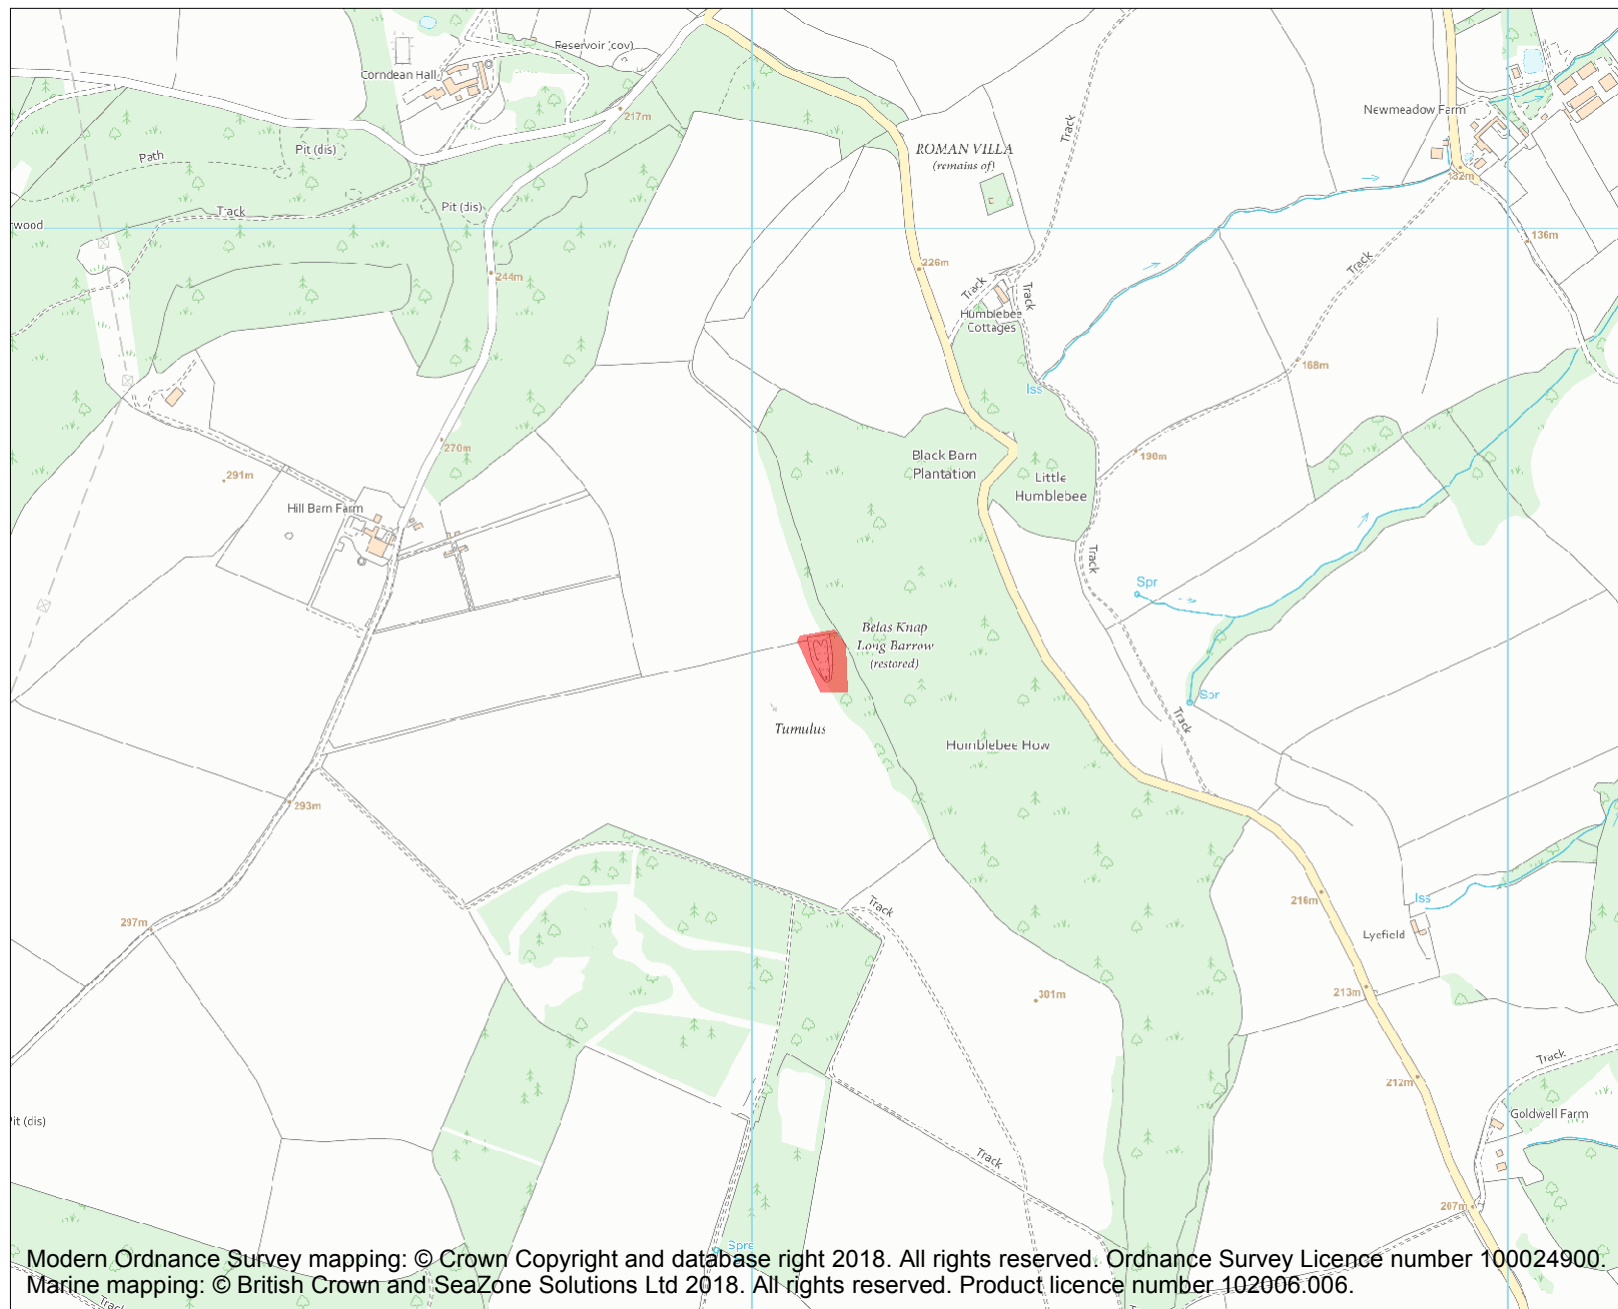 Reservoir (cov)
Corndean Hall
217m
Newmeadow Farm
Track
ROMAN VILLA
(remains of)
Pit (dis)
Path
132m
Track
Pit (dis)
wood
136m
226m
244m
Track
Track
Track
Humblebee
Cottages
168m
Iss
270m
190m
Black Barn
Plantation
291m
Little
Humblebee
Hill Barn Farm
Track
Spr
Belas Knap
Long Barrow
(restored)
Spr
Track
Tumulus
Humblebee How
293m
216m
Iss
Track
297m
Lyefield
213m
301m
Track
212m
Goldwell Farm
Pit (dis)
Track
207m
Spre
Modern Ordnance Survey mapping: © Crown Copyright and database right 2018. All rights reserved. Ordnance Survey Licence number 100024900.
Marine mapping: © British Crown and SeaZone Solutions Ltd 2018. All rights reserved. Product licence number 102006.006.
Track
Track